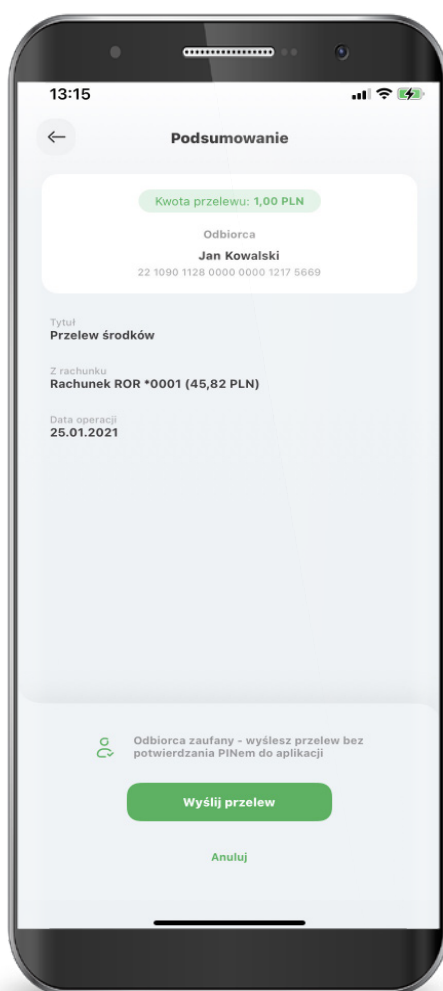 13:15
Podsumowanie
Kwota przelewu: 1,00 PLN
Odbiorca
Jan Kowalski
22 1090 1128 0000 0000 1217 5669
Tytuł
Przelew środków
Z rachunku
Rachunek ROR *0001 (45,82 PLN)
Data operacji
25.01.2021
Odbiorca zaufany - wyślesz przelew bez
potwierdzania PINem do aplikacji
Wyślij przelew
Anuluj